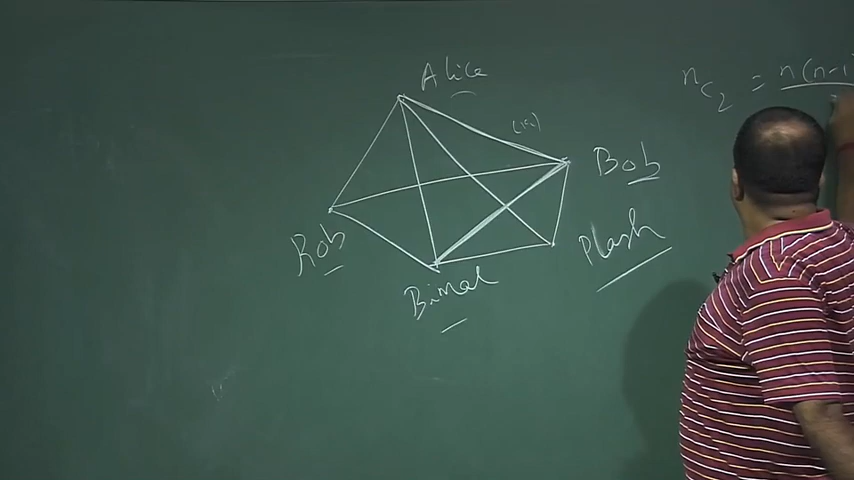 Alice
nC2 = n(n-1
(K)
Bob
Rob
Plash
Bimal